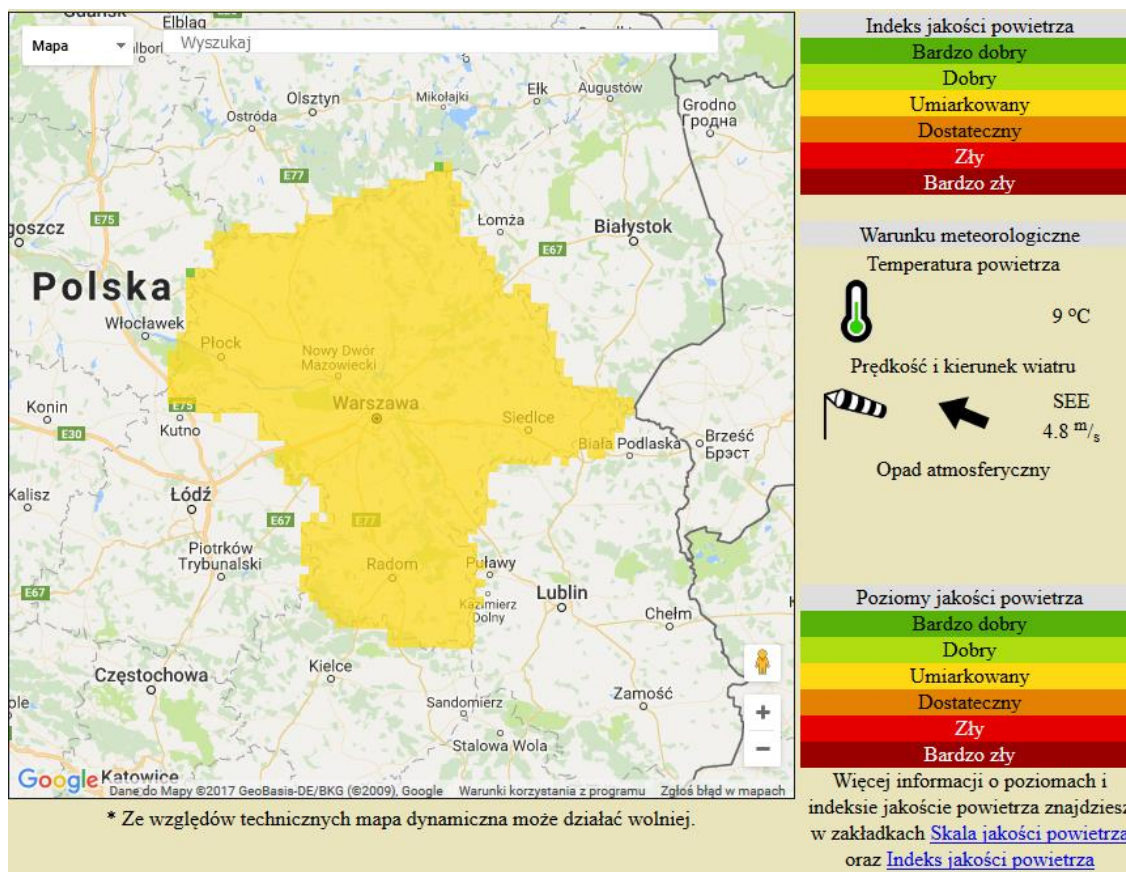 Gdańsk
Elbląg
Mapa
Wyszukaj
Olsztyn
Mikołajki
Ełk
Augustów
Ostróda
Grodno
Гродна
E77
Łomża
E75
goszcz
Białystok
E67
Polska
Włocławek
Płock
Nowy Dwór
Mazowiecki
Konin
E75
Warszawa
Siedlce
Kutno
E30
Biała Podlaska
Brześć
Брэст
Kalisz
Łódź
E67
E77
Piotrków
Trybunalski
Radom
Puławy
E67
Kazimierz
Dolny
Lublin
Chełm
Kielce
Częstochowa
Zamość
Sandomierz
+
Stalowa Wola
−
Google
Katowice
Dane do Mapy ©2017 GeoBasis-DE/BKG (©2009), Google Warunki korzystania z programu Zgłoś błąd w mapach
* Ze względów technicznych mapa dynamiczna może działać wolniej.
Indeks jakości powietrza
Bardzo dobry
Dobry
Umiarkowany
Dostateczny
Zły
Bardzo zły
Warunku meteorologiczne
Temperatura powietrza
9 °C
Prędkość i kierunek wiatru
SEE
4.8 m/s
Opad atmosferyczny
Poziomy jakości powietrza
Bardzo dobry
Dobry
Umiarkowany
Dostateczny
Zły
Bardzo zły
Więcej informacji o poziomach i
indeksie jakoście powietrza znajdziesz
w zakładkach Skala jakości powietrza
oraz Indeks jakości powietrza